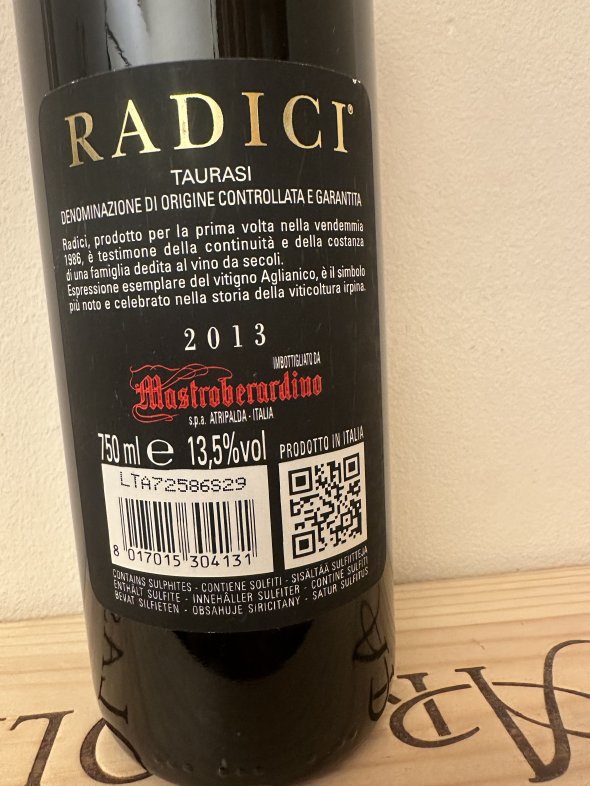 RADICI®
TAURASI
DENOMINAZIONE DI ORIGINE CONTROLLATA E GARANTITA
Radici, prodotto per la prima volta nella vendemmia
1986, è testimone della continuità e della costanza
di una famiglia dedita al vino da secoli.
Espressione esemplare del vitigno Aglianico, è il simbolo
più noto e celebrato nella storia della viticoltura irpina.
2013
IMBOTTIGLIATO DA
Mastroberardino
s.p.a. ATRIPALDA - ITALIA
750 ml e 13,5%vol PRODOTTO IN ITALIA
LTA72586S29
8 017015 304131
CONTAINS SULPHITES - CONTIENE SOLFITI - SISÄLTÄÄ SULFIITTEJA
ENTHÄLT SULFITE - INNEHÅLLER SULFITER - CONTINE SULFITI
BEVAT SILFIETEN - OBSAHUJE SIRICITANY - SATUR SULFITUS